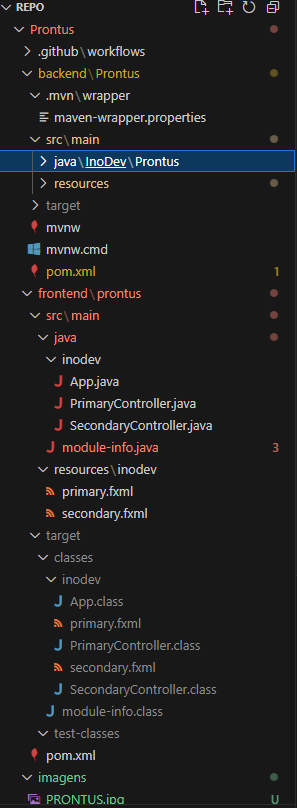 REPO
Prontus
.github\workflows
backend\Prontus
.mvn\wrapper
maven-wrapper.properties
src\main
java\InoDev\Prontus
resources
target
mvnw
mvnw.cmd
pom.xml 1
frontend\prontus
src\main
java
inodev
App.java
PrimaryController.java
SecondaryController.java
module-info.java 3
resources\inodev
primary.fxml
secondary.fxml
target
classes
inodev
App.class
primary.fxml
PrimaryController.class
secondary.fxml
SecondaryController.class
module-info.class
test-classes
pom.xml
imagens
PRONTUS.jpg U